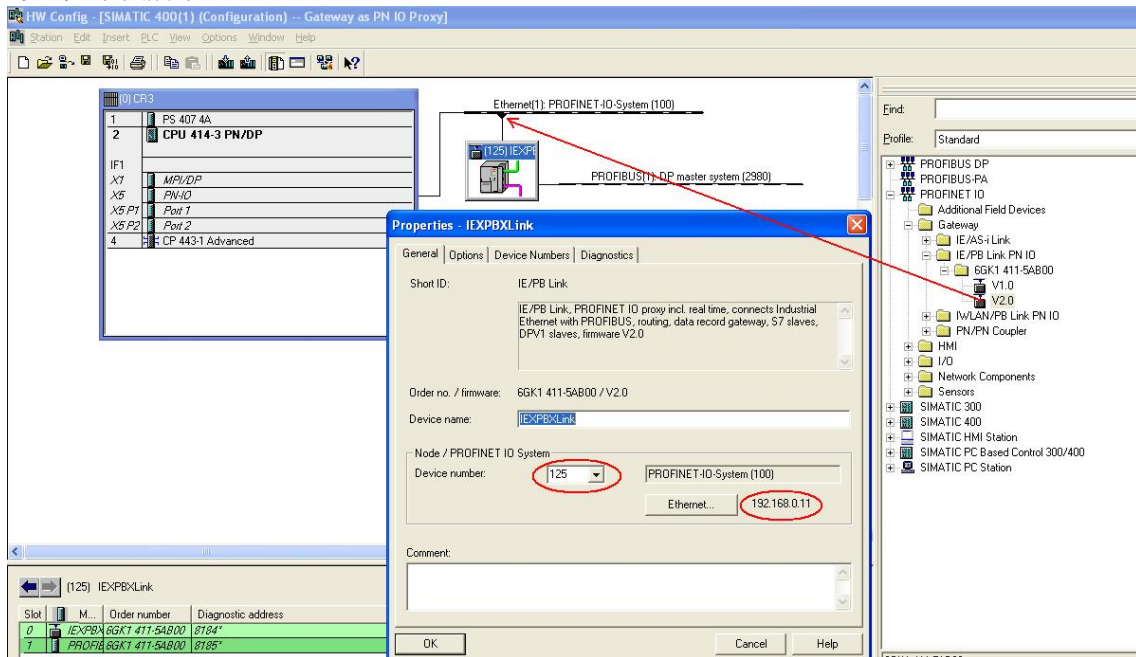 HW Config - [SIMATIC 400(1) (Configuration) -- Gateway as PN IO Proxy]
Station Edit Insert PLC View Options Window Help
(0) CR3
1 PS 407 4A
2 CPU 414-3 PN/DP
IF1
X1 MPI/DP
X5 PN-IO
X5 P1 Port 1
X5 P2 Port 2
4 CP 443-1 Advanced
Ethernet(1): PROFINET-IO-System (100)
(125) IEXPB
PROFIBUS(1): DP master system (2980)
Properties - IEXPBXLink
General Options Device Numbers Diagnostics
Short ID: IE/PB Link
IE/PB Link, PROFINET IO proxy incl. real time, connects Industrial
Ethernet with PROFIBUS, routing, data record gateway, S7 slaves,
DPV1 slaves, firmware V2.0
Order no. / firmware: 6GK1 411-5AB00 / V2.0
Device name: IEXPBXLink
Node / PROFINET IO System
Device number: 125 PROFINET-IO-System (100)
Ethernet... 192.168.0.11
Comment:
OK Cancel Help
(125) IEXPBXLink
Slot M... Order number Diagnostic address
0 IEXPBX 6GK1 411-5AB00 8184*
1 PROFIB 6GK1 411-5AB00 8185*
Find:
Profile: Standard
PROFIBUS DP
PROFIBUS-PA
PROFINET IO
Additional Field Devices
Gateway
IE/AS-i Link
IE/PB Link PN IO
6GK1 411-5AB00
V1.0
V2.0
IWLAN/PB Link PN IO
PN/PN Coupler
HMI
I/O
Network Components
Sensors
SIMATIC 300
SIMATIC 400
SIMATIC HMI Station
SIMATIC PC Based Control 300/400
SIMATIC PC Station